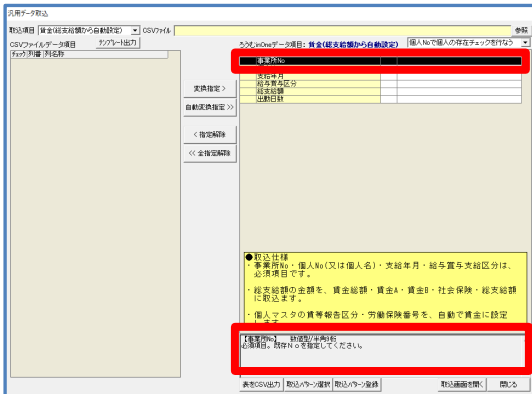 汎用データ取込
取込項目 賃金(総支給額から自動設定) CSVファイル 参照
CSVファイルデータ項目 サンプルート出力 ろうむinOneデータ項目: 賃金(総支給額から自動設定) 個人Noで個人の存在チェックを行なう
ﾁｪｯｸ 列番 列名称
事業所No
支給年月
給与賞与区分
総支給額
出勤日数
変換指定 >
自動変換指定 >>
< 指定解除
<< 全指定解除
●取込仕様
・事業所No・個人No(又は個人名)・支給年月・給与賞与支給区分は、
必須項目です。
・総支給額の金額を、賃金総額・賃金A・賃金B・社会保険・総支給額
に取込ます。
・個人マスタの賃等報告区分・労働保険番号を、自動で賃金に設定
します。
【事業所No】 数値型/半角9桁
必須項目。既存Noを指定してください。
表をCSV出力 取込パターン選択 取込パターン登録 取込画面を開く 閉じる